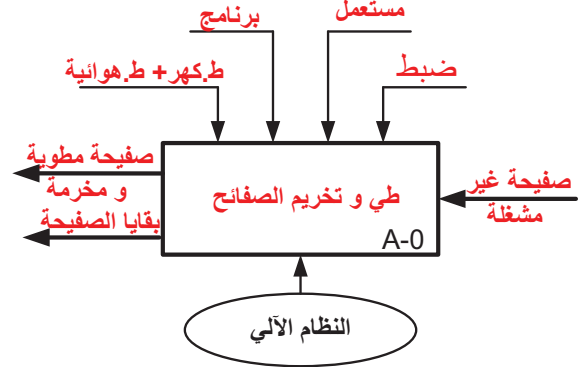 مستعمل
برنامج
ط.كهر+ ط.هوائية
ضبط
صفيحة غير
مشغلة
طي و تخريم الصفائح
A-0
صفيحة مطوية
و مخرمة
بقايا الصفيحة
النظام الآلي